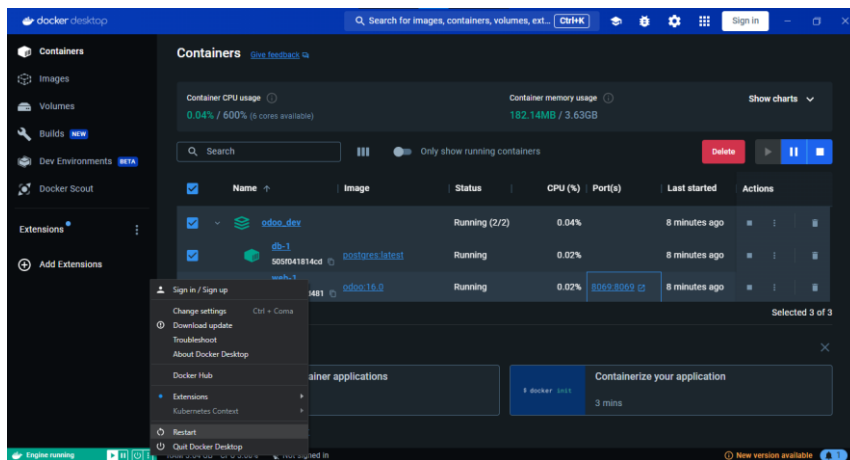 docker desktop
Search for images, containers, volumes, ext... Ctrl+K
Sign in
Containers
Images
Volumes
Builds NEW
Dev Environments BETA
Docker Scout
Extensions
Add Extensions
Containers Give feedback
Container CPU usage
0.04% / 600% (6 cores available)
Container memory usage
182.14MB / 3.63GB
Show charts
Search
Only show running containers
Delete
Name Image Status CPU (%) Port(s) Last started Actions
odoo_dev Running (2/2) 0.04% 8 minutes ago
db-1
505f041814cd postgres:latest Running 0.02% 8 minutes ago
web-1
481 odoo:16.0 Running 0.02% 8069:8069 8 minutes ago
Selected 3 of 3
Sign in / Sign up
Change settings Ctrl + Coma
Download update
Troubleshoot
About Docker Desktop
Docker Hub
Extensions
Kubernetes Context
Restart
Quit Docker Desktop
ainer applications
docker init
Containerize your application
3 mins
Engine running
Not signed in
New version available
1